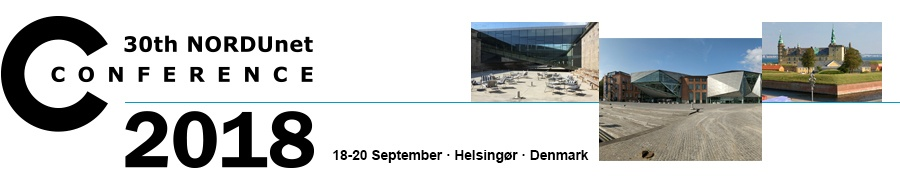 30th NORDUnet
CONFERENCE
2018
18-20 September · Helsingør · Denmark